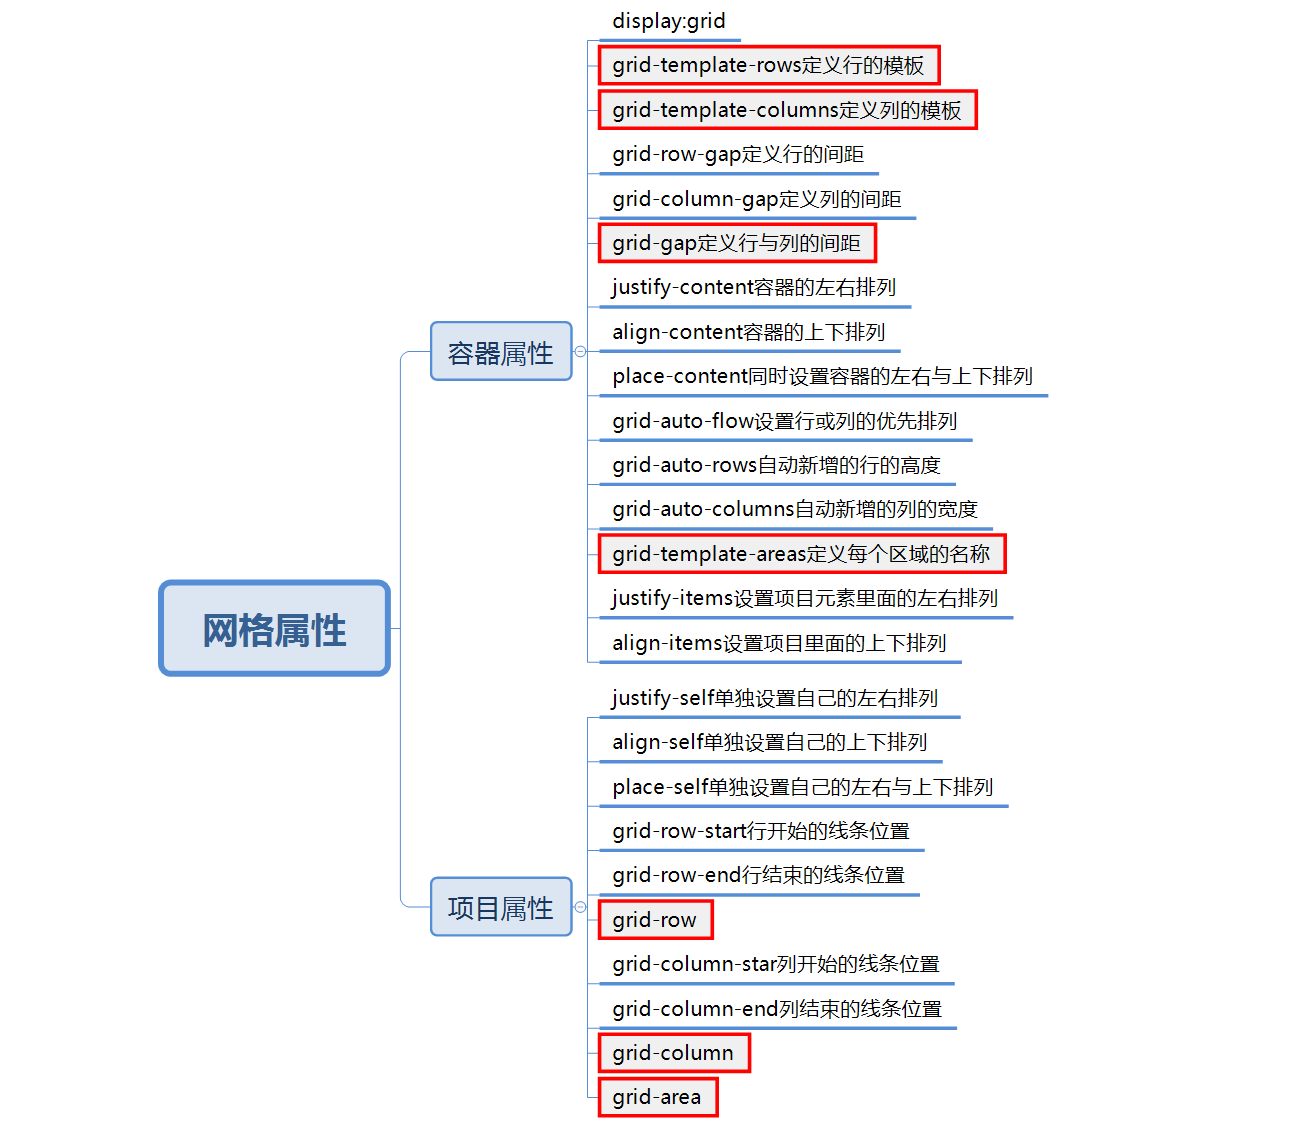 display:grid
grid-template-rows定义行的模板
grid-template-columns定义列的模板
grid-row-gap定义行的间距
grid-column-gap定义列的间距
grid-gap定义行与列的间距
justify-content容器的左右排列
align-content容器的上下排列
容器属性
place-content同时设置容器的左右与上下排列
grid-auto-flow设置行或列的优先排列
grid-auto-rows自动新增的行的高度
grid-auto-columns自动新增的列的宽度
grid-template-areas定义每个区域的名称
justify-items设置项目元素里面的左右排列
网格属性
align-items设置项目里面的上下排列
justify-self单独设置自己的左右排列
align-self单独设置自己的上下排列
place-self单独设置自己的左右与上下排列
grid-row-start行开始的线条位置
grid-row-end行结束的线条位置
项目属性
grid-row
grid-column-star列开始的线条位置
grid-column-end列结束的线条位置
grid-column
grid-area